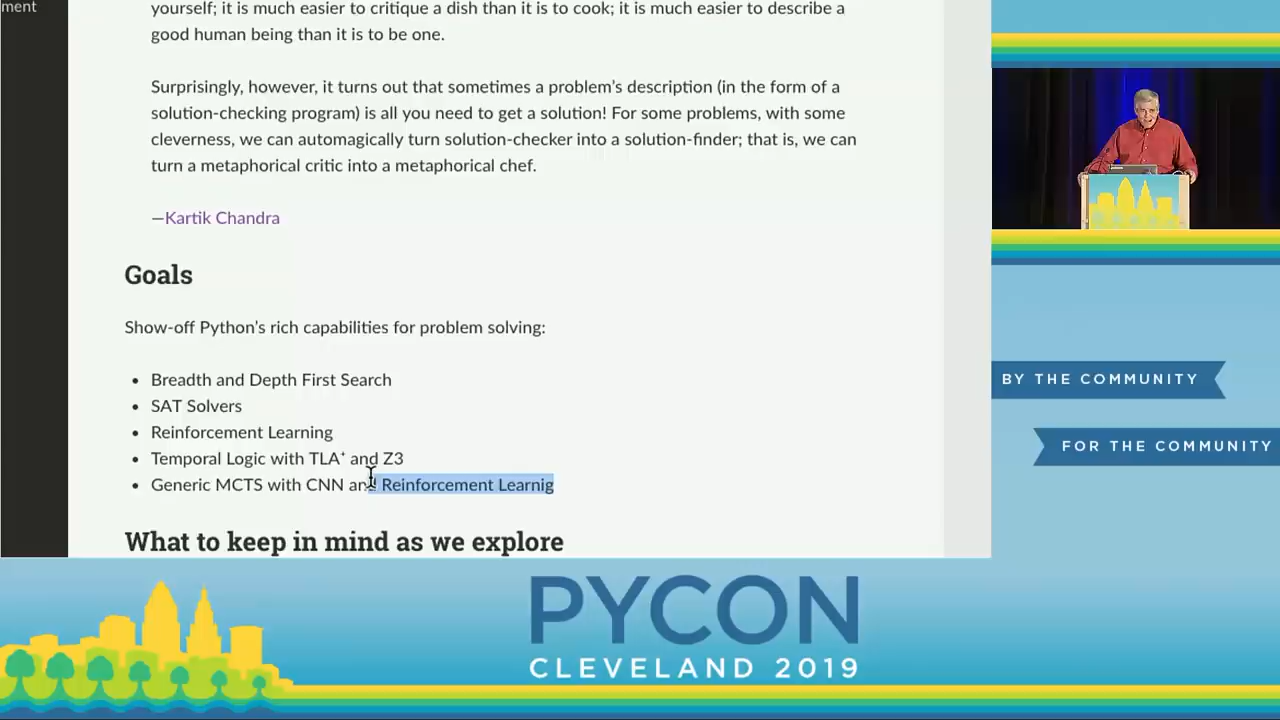 ment
yourself; it is much easier to critique a dish than it is to cook; it is much easier to describe a
good human being than it is to be one.
Surprisingly, however, it turns out that sometimes a problem's description (in the form of a
solution-checking program) is all you need to get a solution! For some problems, with some
cleverness, we can automagically turn solution-checker into a solution-finder; that is, we can
turn a metaphorical critic into a metaphorical chef.
—Kartik Chandra
Goals
Show-off Python's rich capabilities for problem solving:
• Breadth and Depth First Search
• SAT Solvers
• Reinforcement Learning
• Temporal Logic with TLA⁺ and Z3
• Generic MCTS with CNN and Reinforcement Learnig
What to keep in mind as we explore
BY THE COMMUNITY
FOR THE COMMUNITY
PYCON
CLEVELAND 2019